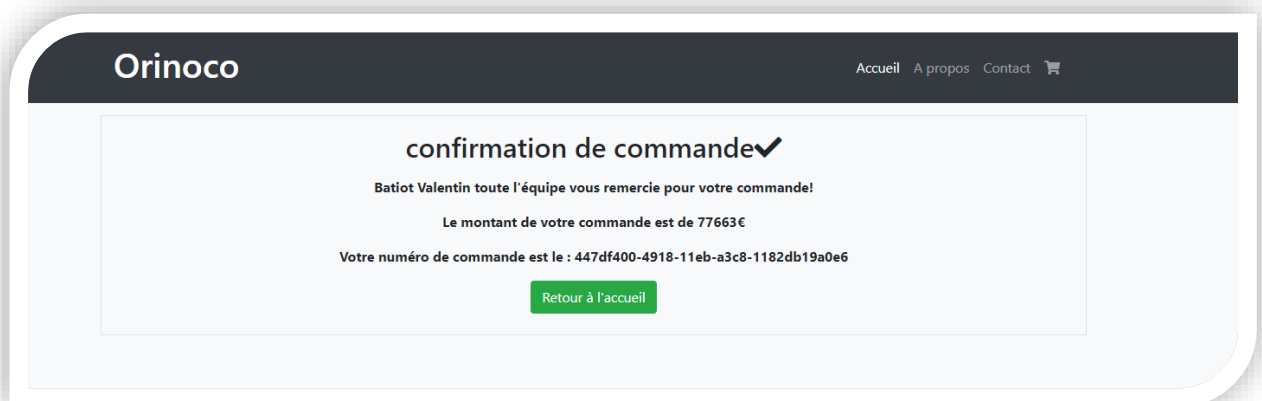 Orinoco
Accueil A propos Contact
confirmation de commande
Batiot Valentin toute l'équipe vous remercie pour votre commande!
Le montant de votre commande est de 77663€
Votre numéro de commande est le : 447df400-4918-11eb-a3c8-1182db19a0e6
Retour à l'accueil